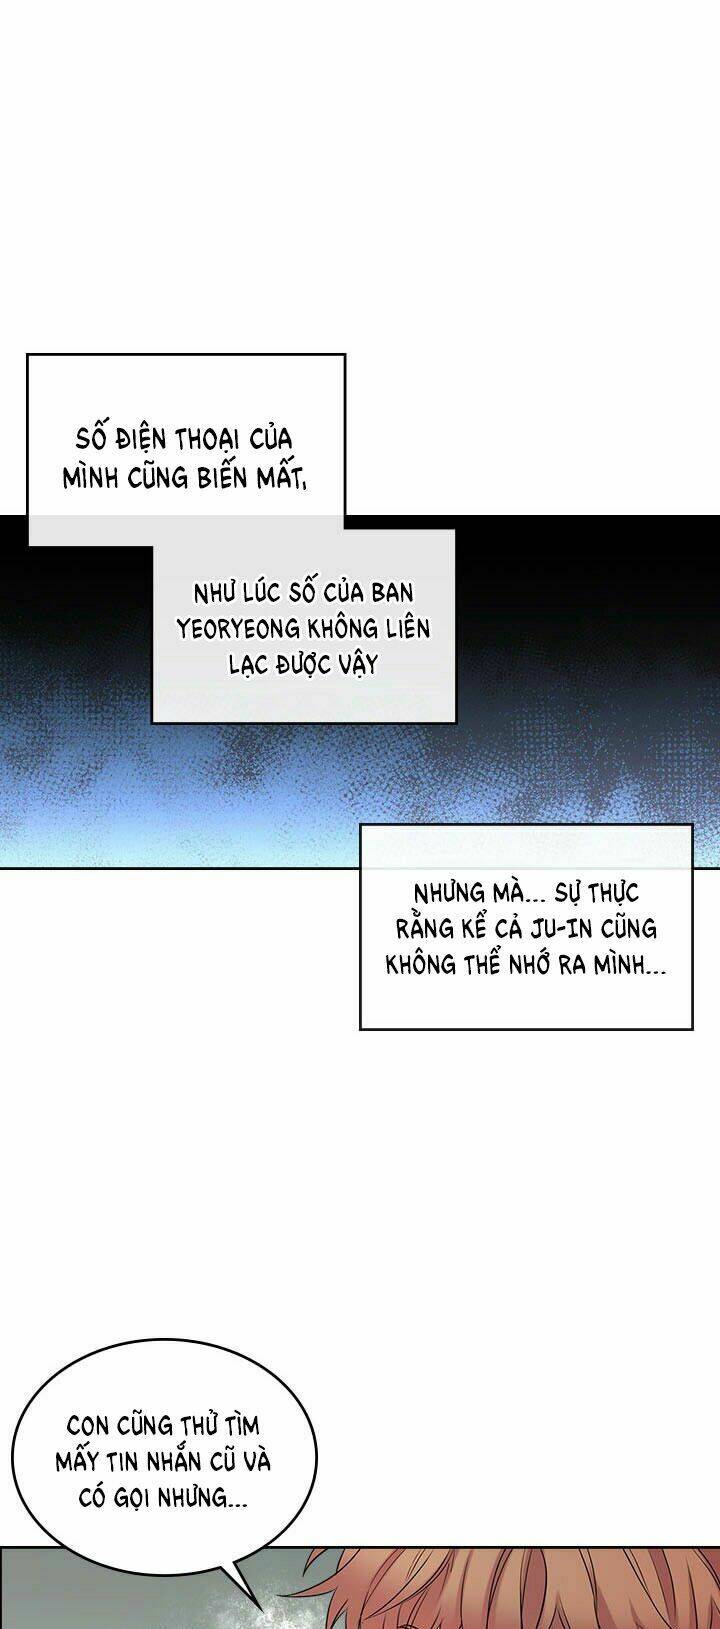 SỐ ĐIỆN THOẠI CỦA
MÌNH CŨNG BIẾN MẤT,
NHƯ LÚC SỐ CỦA BAN
YEORYEONG KHÔNG LIÊN
LẠC ĐƯỢC VẬY
NHƯNG MÀ... SỰ THỰC
RẰNG KỂ CẢ JU-IN CŨNG
KHÔNG THỂ NHỚ RA MÌNH...
CON CŨNG THỬ TÌM
MẤY TIN NHẮN CŨ VÀ
CÓ GỌI NHƯNG...